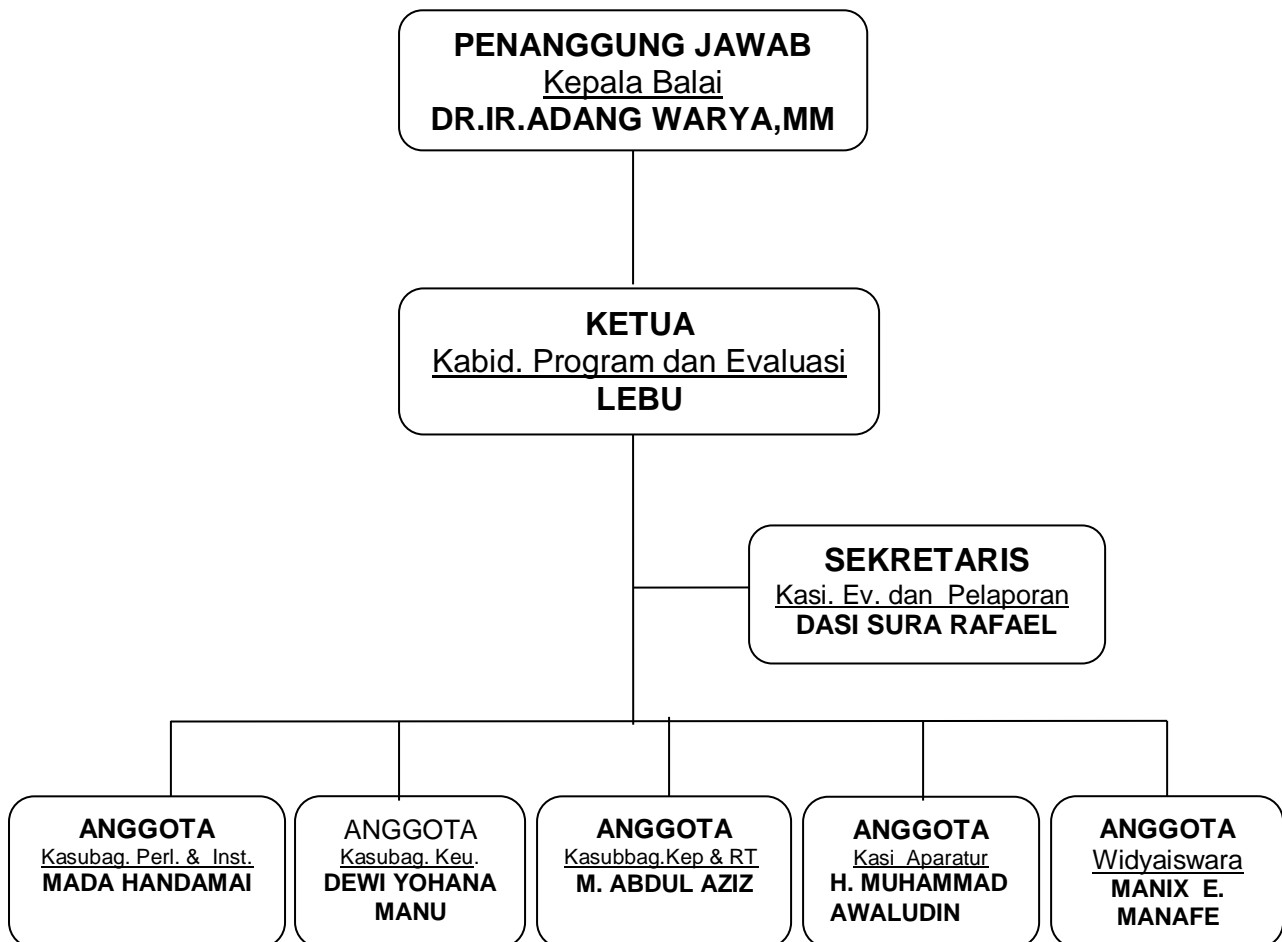 PENANGGUNG JAWAB
Kepala Balai
DR.IR.ADANG WARYA,MM
KETUA
Kabid. Program dan Evaluasi
LEBU
SEKRETARIS
Kasi. Ev. dan Pelaporan
DASI SURA RAFAEL
ANGGOTA
Kasubag. Perl. & Inst.
MADA HANDAMAI
ANGGOTA
Kasubag. Keu.
DEWI YOHANA
MANU
ANGGOTA
Kasubbag.Kep & RT
M. ABDUL AZIZ
ANGGOTA
Kasi Aparatur
H. MUHAMMAD
AWALUDIN
ANGGOTA
Widyaiswara
MANIX E.
MANAFE